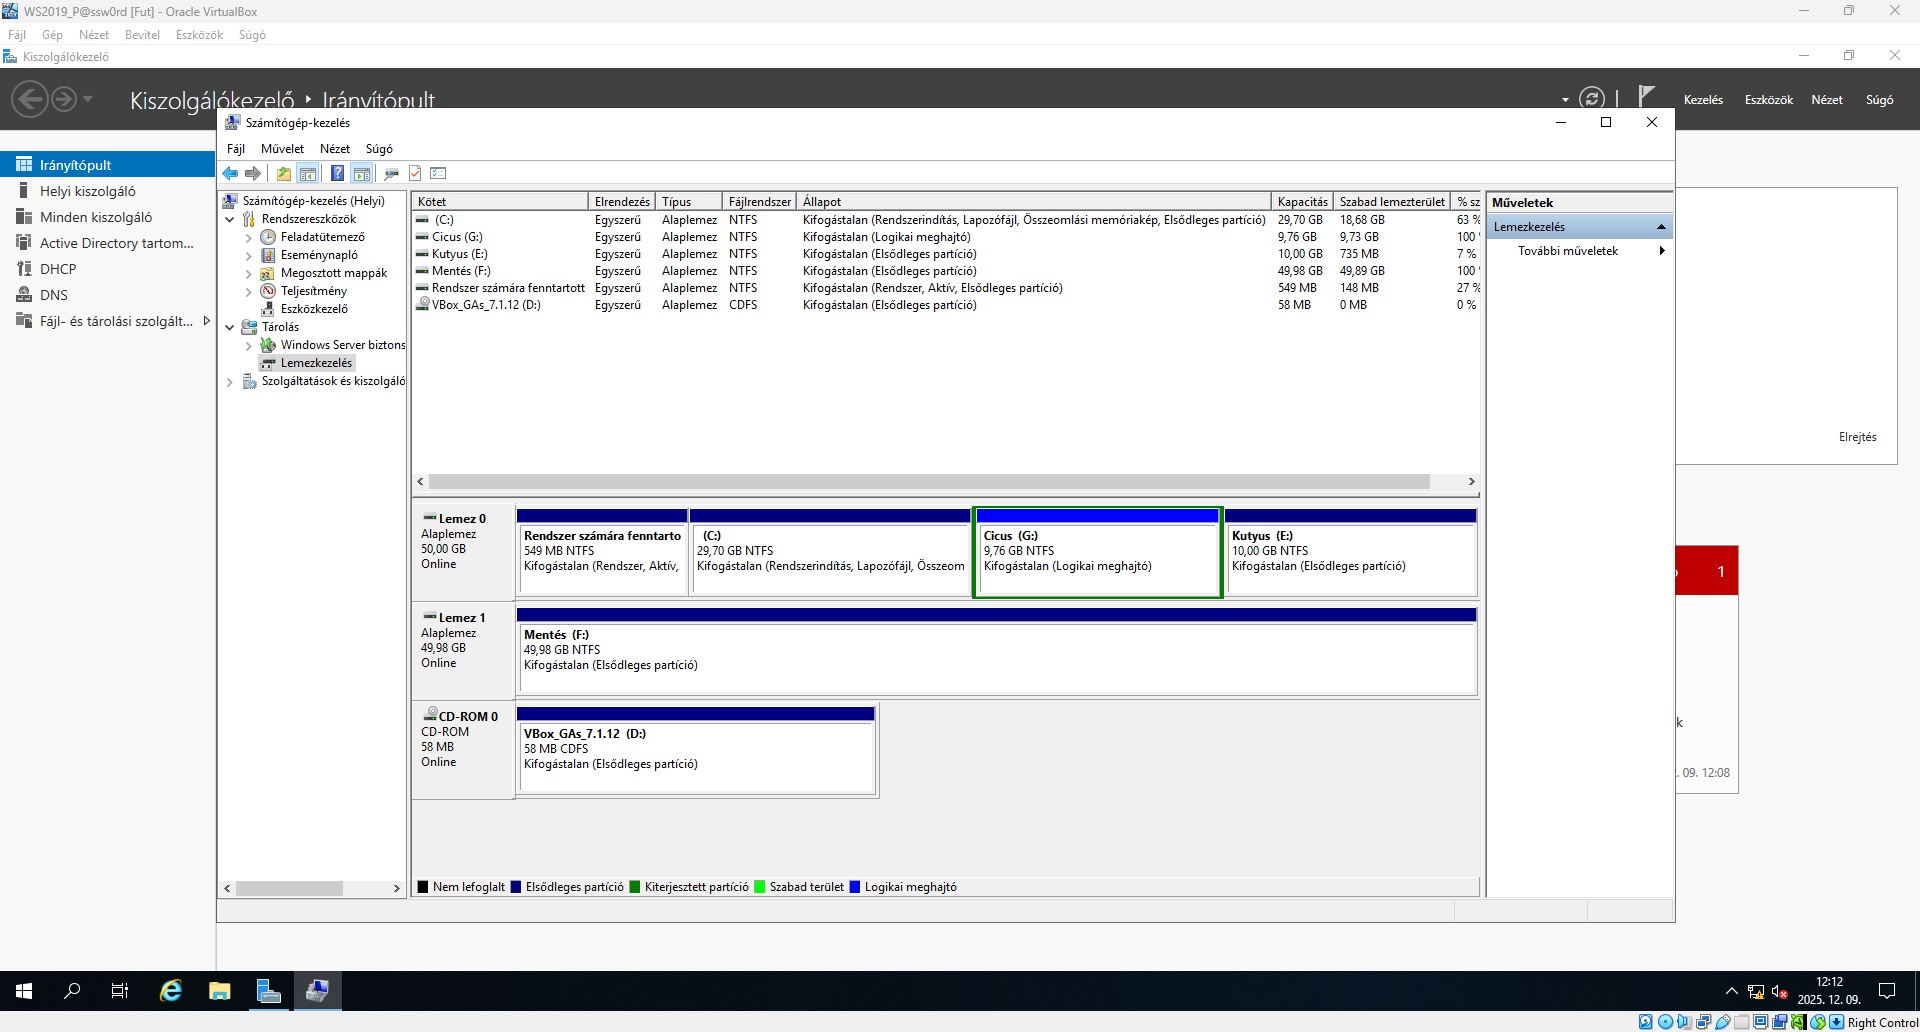 WS2019_P@ssw0rd [Fut] - Oracle VirtualBox
Fájl Gép Nézet Bevitel Eszközök Súgó
Kiszolgálókezelő
Kiszolgálókezelő Irányítópult
Kezelés Eszközök Nézet Súgó
Irányítópult
Helyi kiszolgáló
Minden kiszolgáló
Active Directory tartom...
DHCP
DNS
Fájl- és tárolási szolgált...
Számítógép-kezelés
Fájl Művelet Nézet Súgó
Számítógép-kezelés (Helyi)
Rendszereszközök
Feladatütemező
Eseménynapló
Megosztott mappák
Teljesítmény
Eszközkezelő
Tárolás
Windows Server biztons
Lemezkezelés
Szolgáltatások és kiszolgáló
Kötet Elrendezés Típus Fájlrendszer Állapot Kapacitás Szabad lemezterület % sz
(C:) Egyszerű Alaplemez NTFS Kifogástalan (Rendszerindítás, Lapozófájl, Összeomlási memóriakép, Elsődleges partíció) 29,70 GB 18,68 GB 63 %
Cicus (G:) Egyszerű Alaplemez NTFS Kifogástalan (Logikai meghajtó) 9,76 GB 9,73 GB 100
Kutyus (E:) Egyszerű Alaplemez NTFS Kifogástalan (Elsődleges partíció) 10,00 GB 735 MB 7 %
Mentés (F:) Egyszerű Alaplemez NTFS Kifogástalan (Elsődleges partíció) 49,98 GB 49,89 GB 100
Rendszer számára fenntartott Egyszerű Alaplemez NTFS Kifogástalan (Rendszer, Aktív, Elsődleges partíció) 549 MB 148 MB 27 %
VBox_GAs_7.1.12 (D:) Egyszerű Alaplemez CDFS Kifogástalan (Elsődleges partíció) 58 MB 0 MB 0 %
Lemez 0
Alaplemez
50,00 GB
Online
Rendszer számára fenntarto
549 MB NTFS
Kifogástalan (Rendszer, Aktív,
(C:)
29,70 GB NTFS
Kifogástalan (Rendszerindítás, Lapozófájl, Összeom
Cicus (G:)
9,76 GB NTFS
Kifogástalan (Logikai meghajtó)
Kutyus (E:)
10,00 GB NTFS
Kifogástalan (Elsődleges partíció)
Lemez 1
Alaplemez
49,98 GB
Online
Mentés (F:)
49,98 GB NTFS
Kifogástalan (Elsődleges partíció)
CD-ROM 0
CD-ROM
58 MB
Online
VBox_GAs_7.1.12 (D:)
58 MB CDFS
Kifogástalan (Elsődleges partíció)
Nem lefoglalt Elsődleges partíció Kiterjesztett partíció Szabad terület Logikai meghajtó
Műveletek
Lemezkezelés
További műveletek
Elrejtés
1
k
. 09. 12:08
12:12
2025. 12. 09.
Right Control